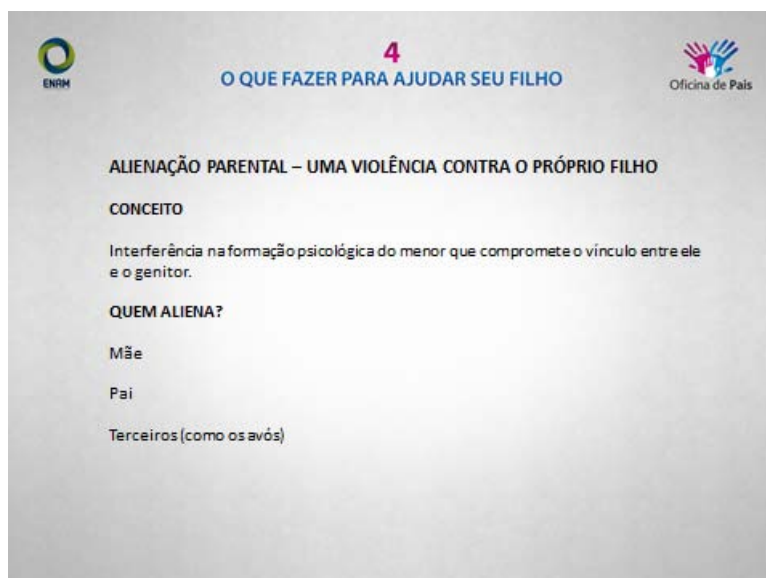 4
O QUE FAZER PARA AJUDAR SEU FILHO
ENAM
Oficina de Pais
ALIENAÇÃO PARENTAL – UMA VIOLÊNCIA CONTRA O PRÓPRIO FILHO
CONCEITO
Interferência na formação psicológica do menor que compromete o vínculo entre ele
e o genitor.
QUEM ALIENA?
Mãe
Pai
Terceiros (como os avós)